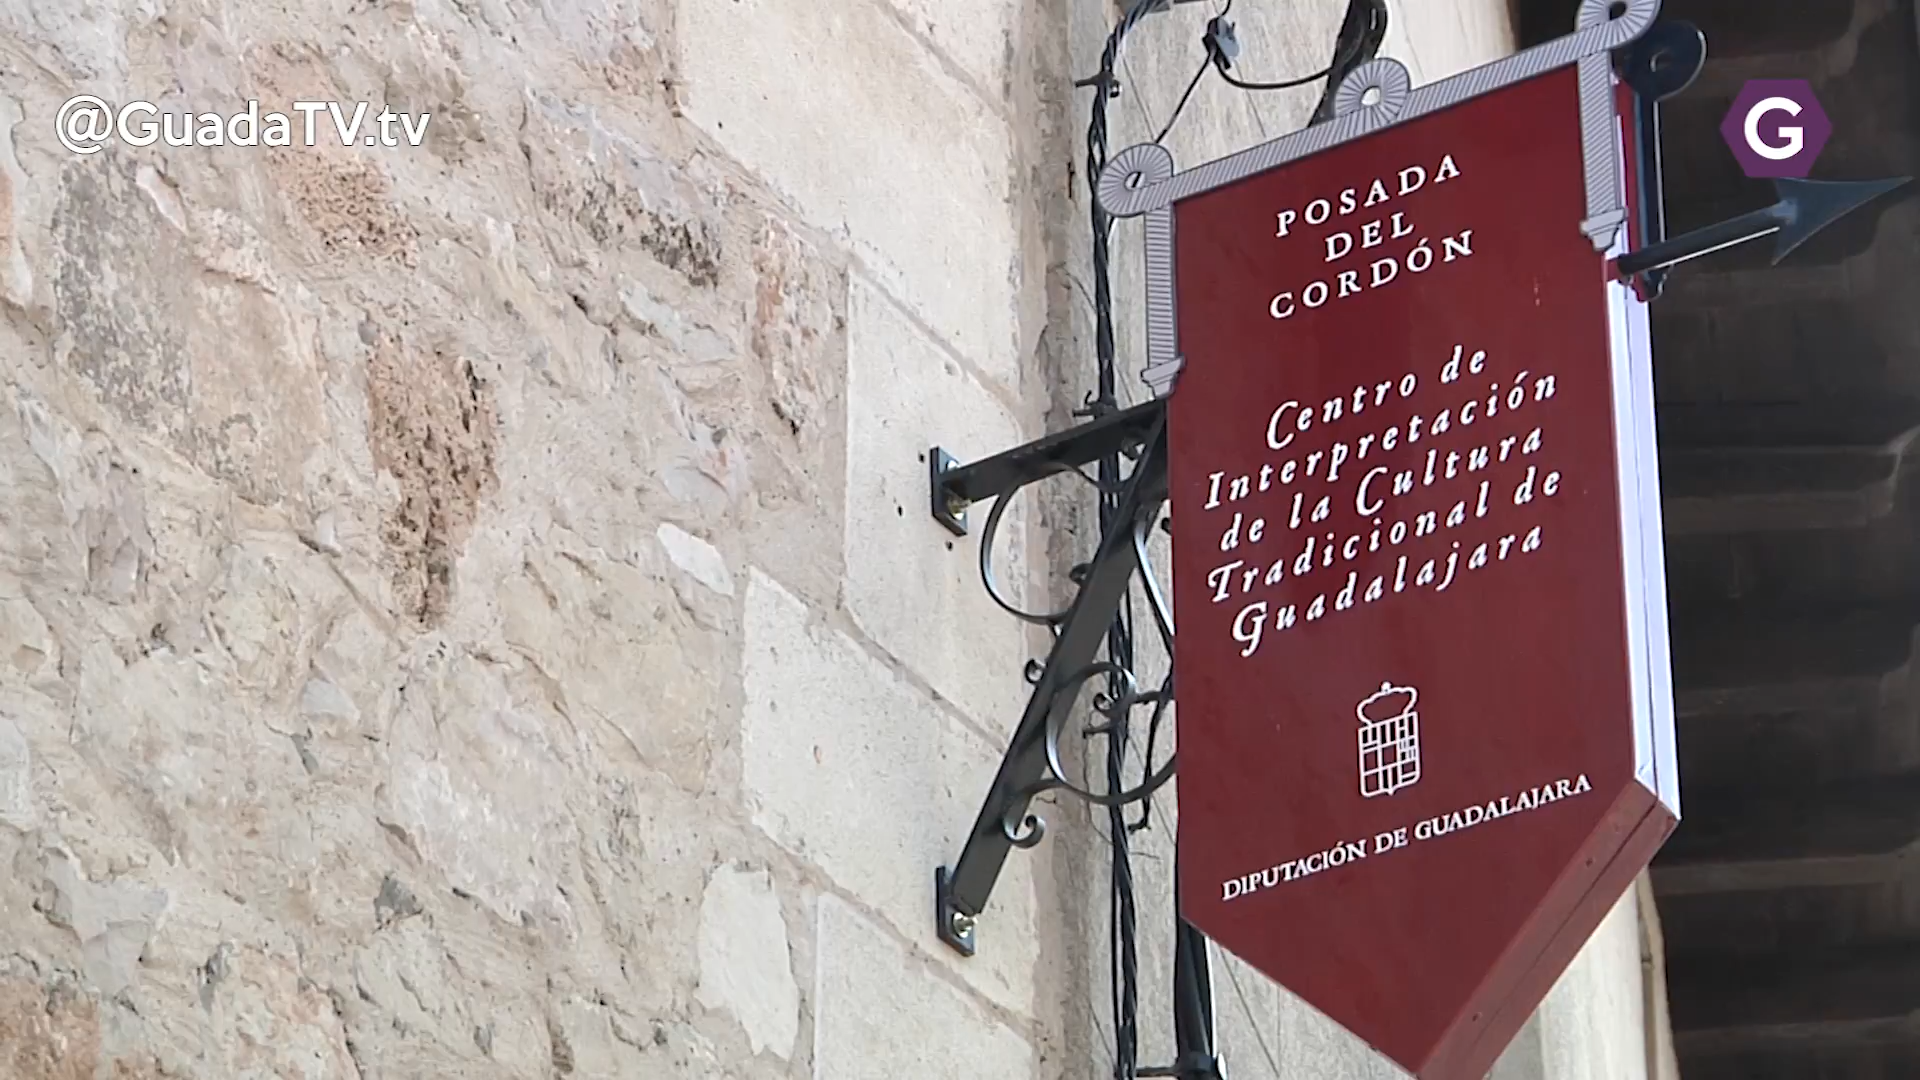 @GuadaTV.tv
G
POSADA
DEL
CORDÓN
Centro de
Interpretación
de la Cultura
Tradicional de
Guadalajara
DIPUTACIÓN DE GUADALAJARA